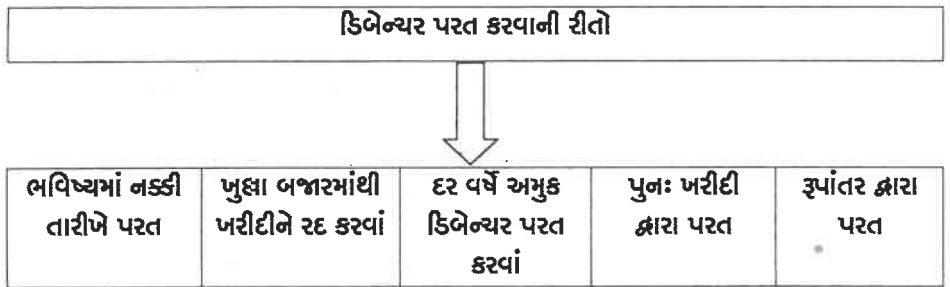 ડિબેન્ચર પરત કરવાની રીતો
ભવિષ્યમાં નક્કી
તારીખે પરત
ખુલ્લા બજારમાંથી
ખરીદીને રદ કરવાં
દર વર્ષે અમુક
ડિબેન્ચર પરત
કરવાં
પુનઃ ખરીદી
દ્વારા પરત
રૂપાંતર દ્વારા
પરત